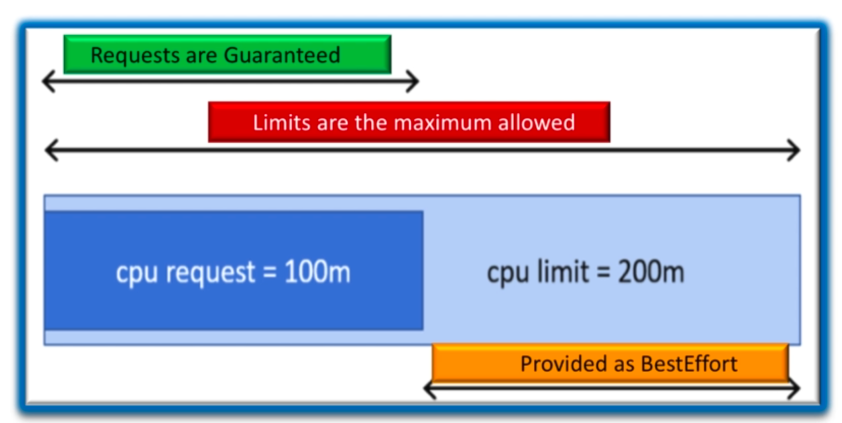 Requests are Guaranteed
Limits are the maximum allowed
cpu request = 100m
cpu limit = 200m
Provided as BestEffort